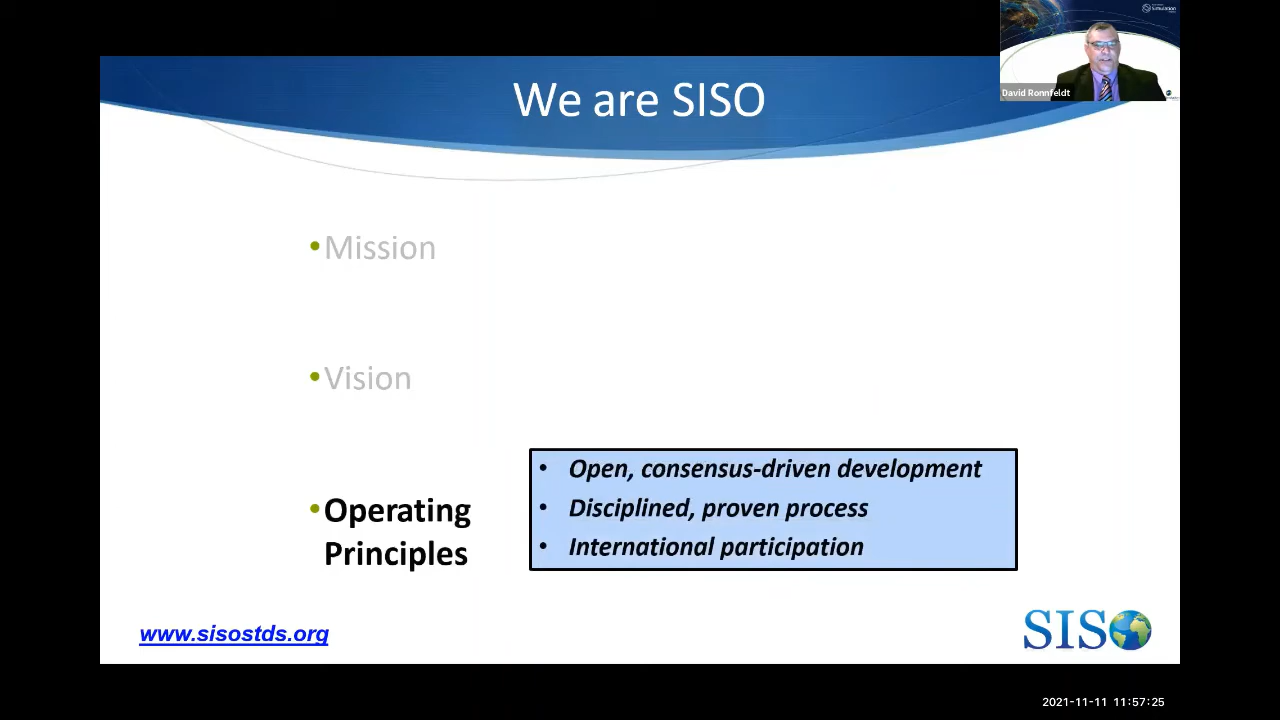 We are SISO
Simulation
David Ronnfeldt
•Mission
•Vision
•Operating
Principles
• Open, consensus-driven development
• Disciplined, proven process
• International participation
www.sisostds.org
SISO
2021-11-11 11:57:25